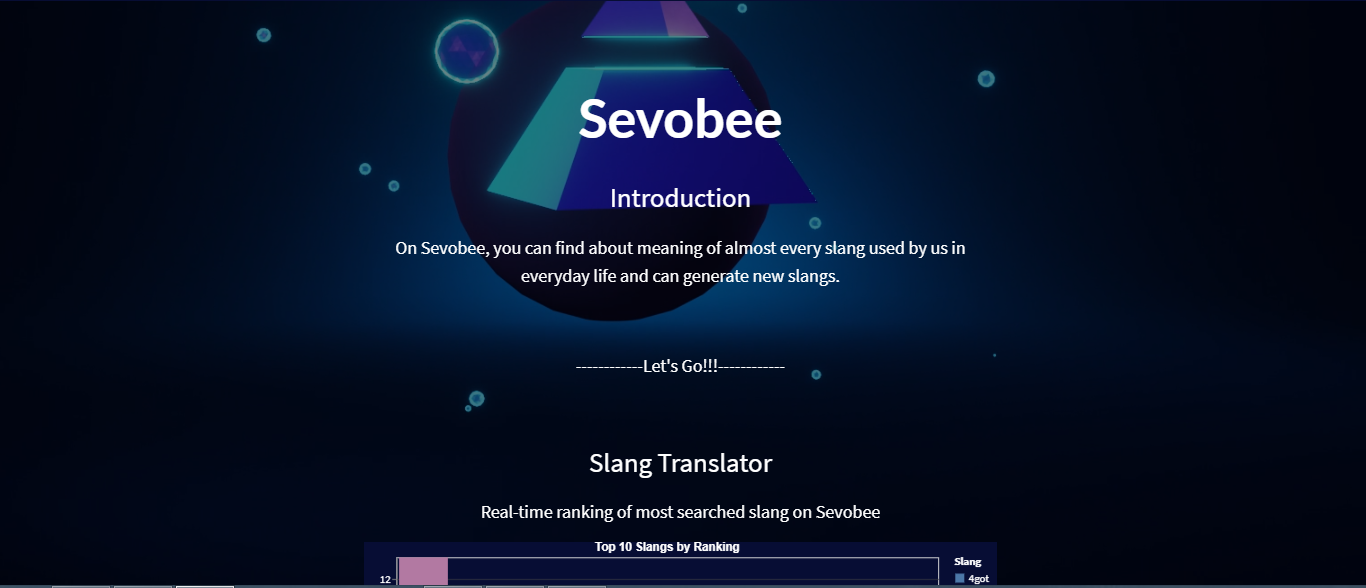 Sevobee
Introduction
On Sevobee, you can find about meaning of almost every slang used by us in
everyday life and can generate new slangs.
------------Let's Go!!!------------
Slang Translator
Real-time ranking of most searched slang on Sevobee
Top 10 Slangs by Ranking
Slang
12
4got